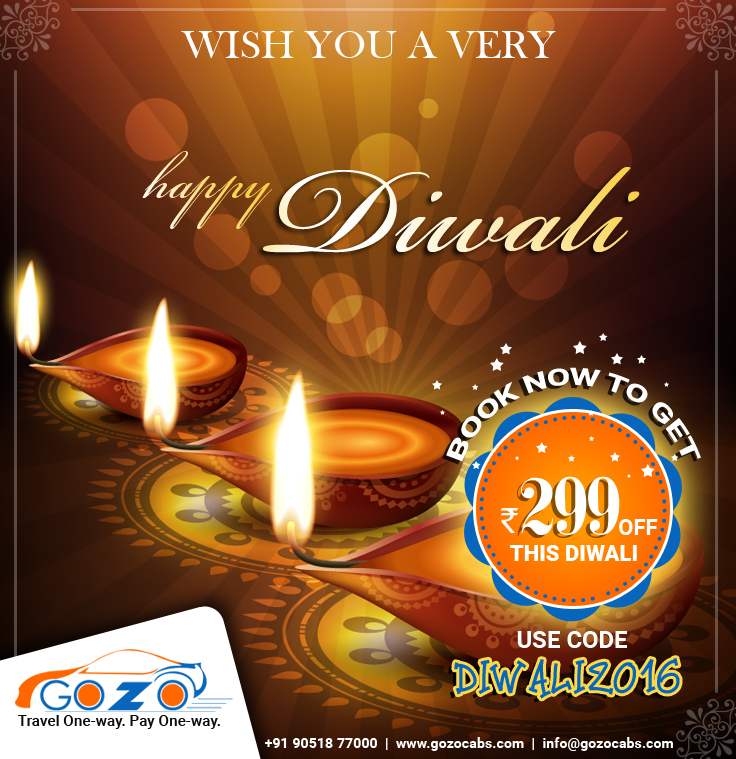 WISH YOU A VERY
happy Diwali
BOOK NOW TO GET
₹299 OFF
THIS DIWALI
USE CODE
DIWALI2016
GOZO
Travel One-way. Pay One-way.
+91 90518 77000 | www.gozocabs.com | info@gozocabs.com